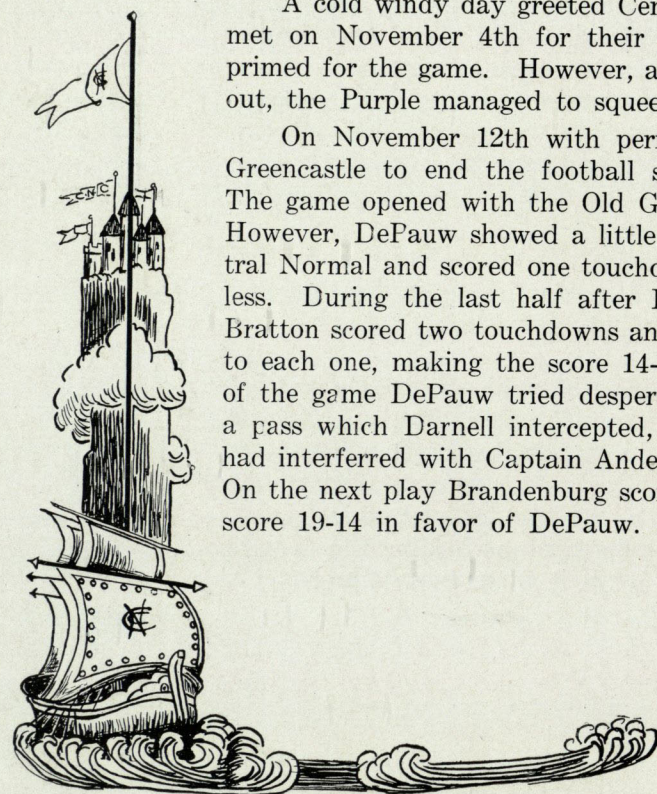 A cold windy day greeted Cen
met on November 4th for their
primed for the game. However, a
out, the Purple managed to squee
On November 12th with per
Greencastle to end the football s
The game opened with the Old G
However, DePauw showed a little
tral Normal and scored one touchd
less. During the last half after
Bratton scored two touchdowns an
to each one, making the score 14-
of the game DePauw tried desper
a pass which Darnell intercepted,
had interferred with Captain Ande
On the next play Brandenburg sco
score 19-14 in favor of DePauw.
CNC